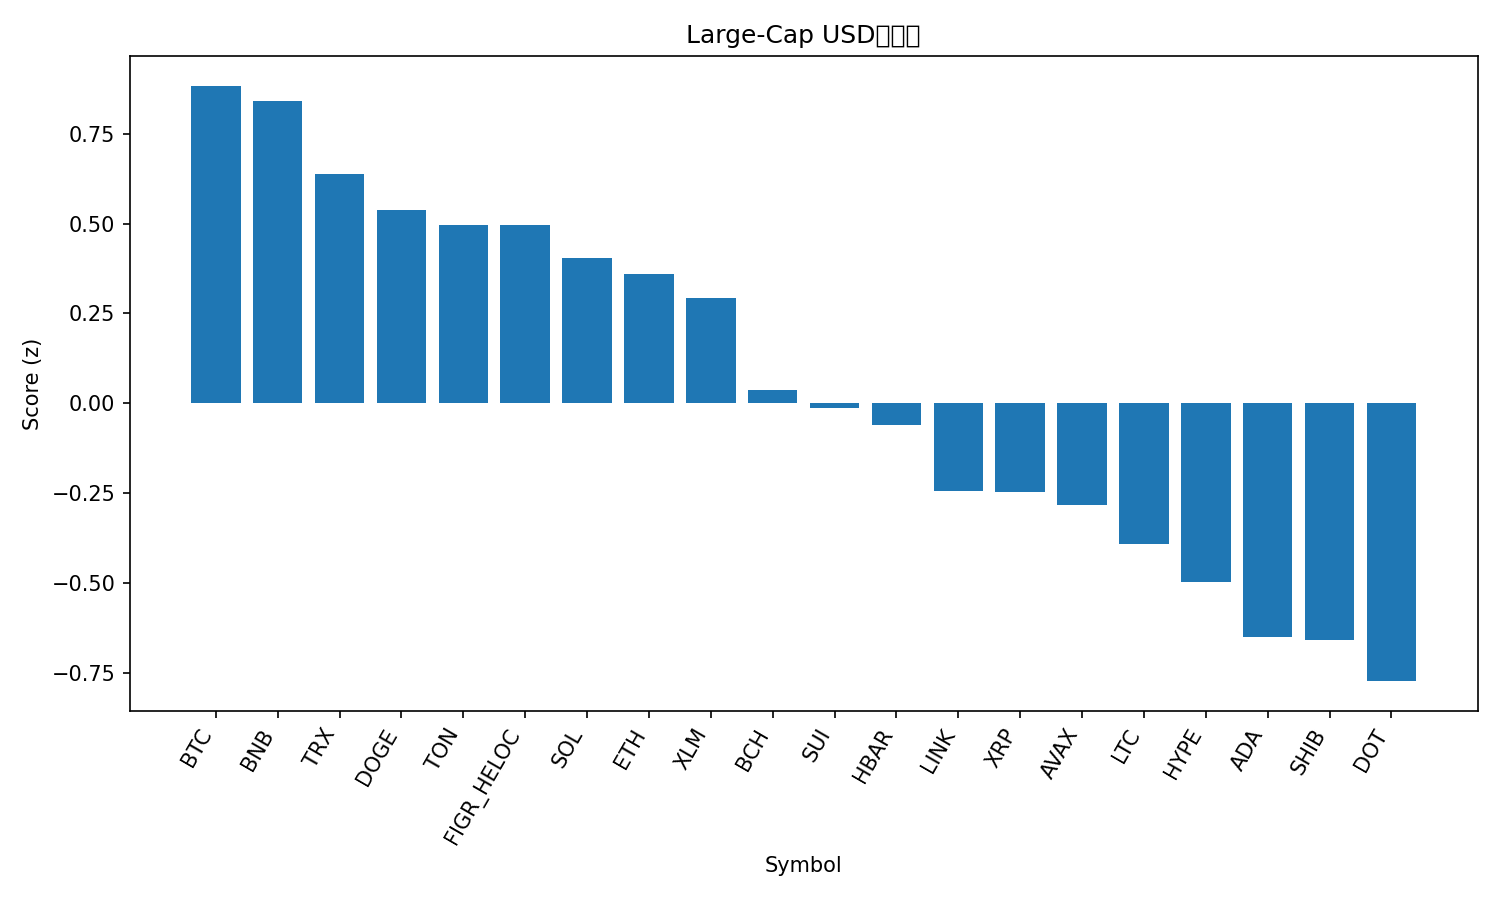 Large-Cap USD
Score (z)
0.75
0.50
0.25
0.00
−0.25
−0.50
−0.75
BTC
BNB
TRX
DOGE
TON
FIGR_HELOC
SOL
ETH
XLM
BCH
SUI
HBAR
LINK
XRP
AVAX
LTC
HYPE
ADA
SHIB
DOT
Symbol